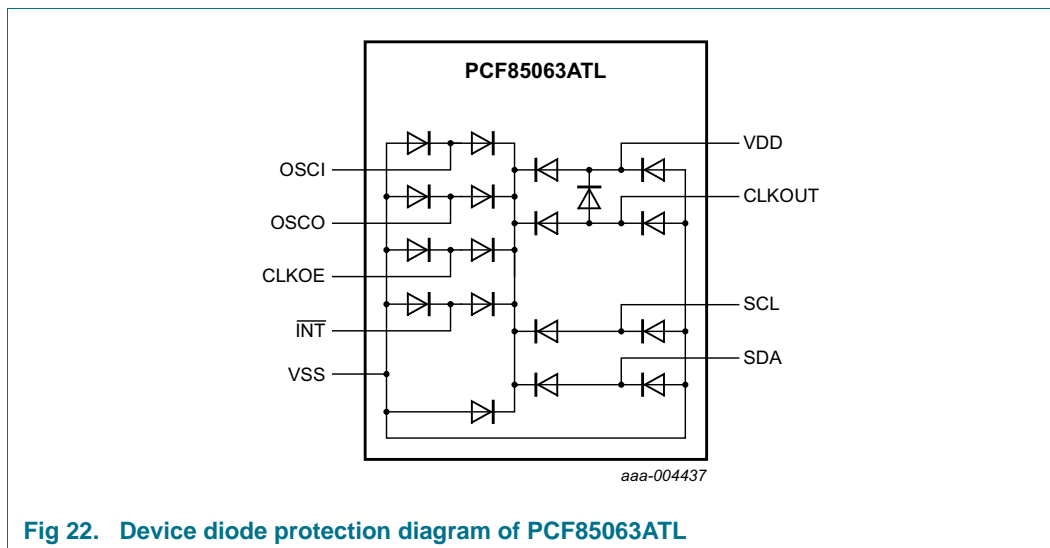 PCF85063ATL
OSCI
OSCO
CLKOE
INT
VSS
VDD
CLKOUT
SCL
SDA
aaa-004437
Fig 22. Device diode protection diagram of PCF85063ATL